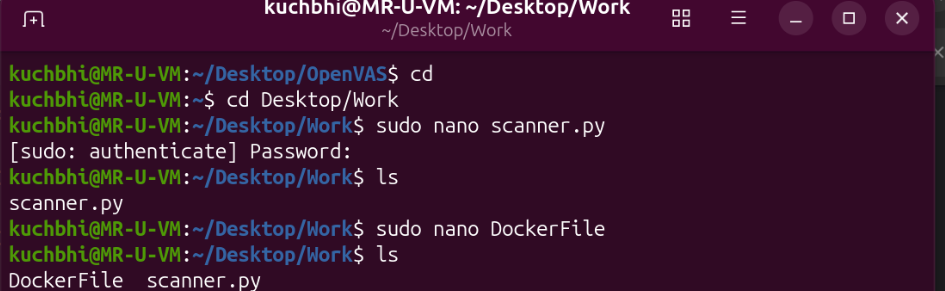 kuchbhi@MR-U-VM: ~/Desktop/Work
~/Desktop/Work
kuchbhi@MR-U-VM:~/Desktop/OpenVAS$ cd
kuchbhi@MR-U-VM:~$ cd Desktop/Work
kuchbhi@MR-U-VM:~/Desktop/Work$ sudo nano scanner.py
[sudo: authenticate] Password:
kuchbhi@MR-U-VM:~/Desktop/Work$ ls
scanner.py
kuchbhi@MR-U-VM:~/Desktop/Work$ sudo nano DockerFile
kuchbhi@MR-U-VM:~/Desktop/Work$ ls
DockerFile  scanner.py